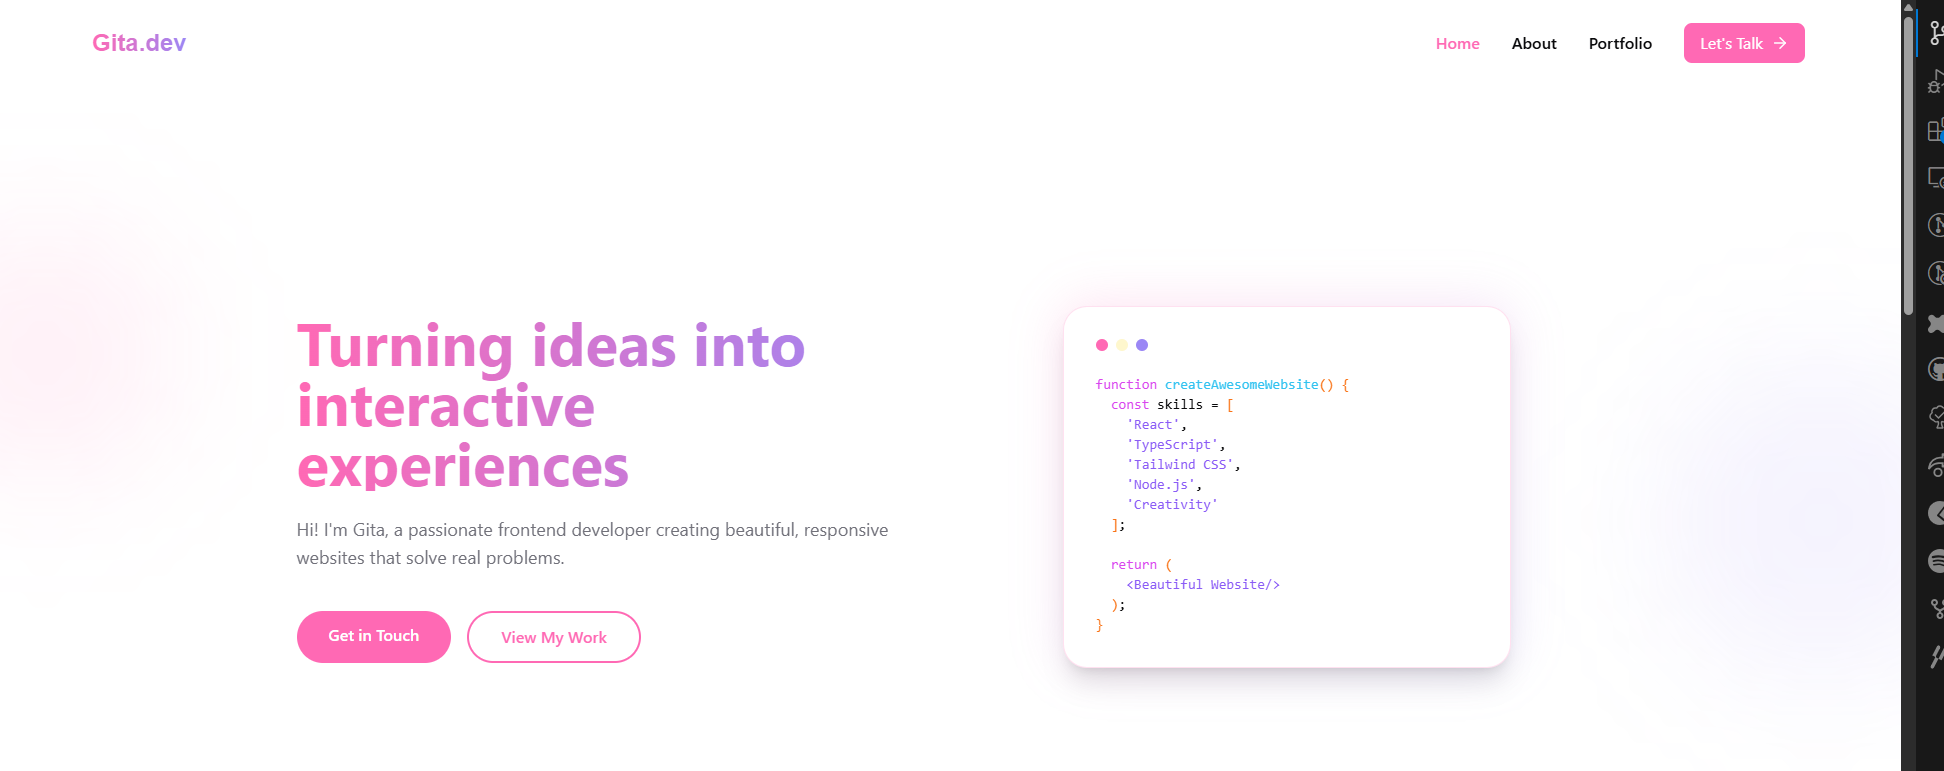 Gita.dev
Home
About
Portfolio
Let's Talk
Turning ideas into
interactive
experiences
Hi! I'm Gita, a passionate frontend developer creating beautiful, responsive
websites that solve real problems.
Get in Touch
View My Work
function createAwesomeWebsite() {
  const skills = [
    'React',
    'TypeScript',
    'Tailwind CSS',
    'Node.js',
    'Creativity'
  ];
  return (
    <Beautiful Website/>
  );
}